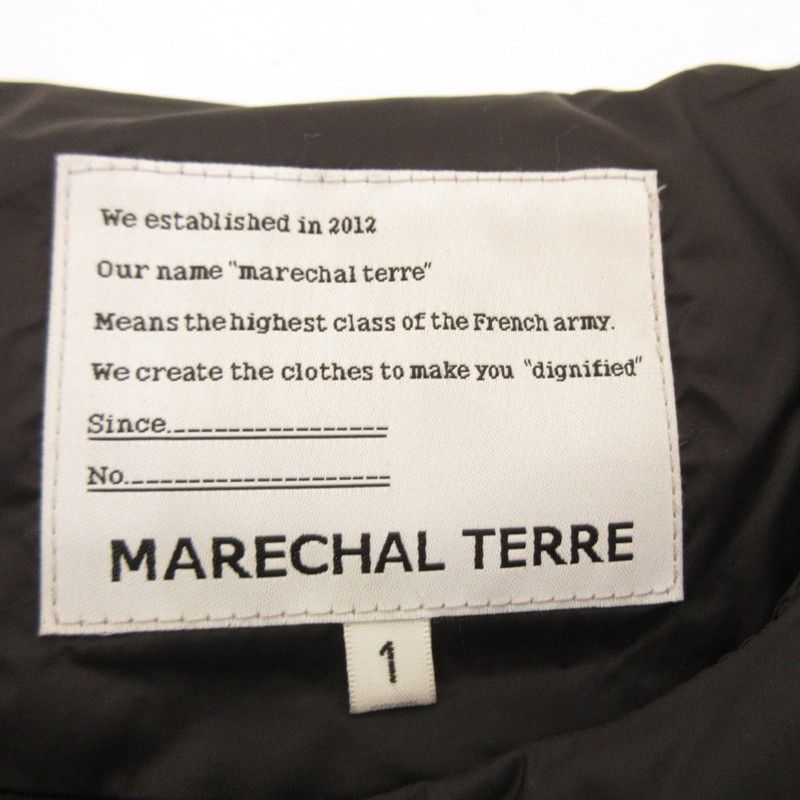 We established in 2012
Our name "marechal terre"
Means the highest class of the French army.
We create the clothes to make you "dignified"
Since
No.
MARECHAL TERRE
1